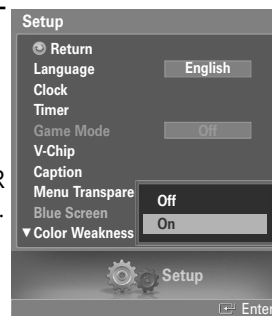 Setup
Return
Language English
Clock
Timer
Game Mode Off
V-Chip
Caption
Menu Transpare
Blue Screen
▼ Color Weakness
Off
On
R
.
Setup
Enter